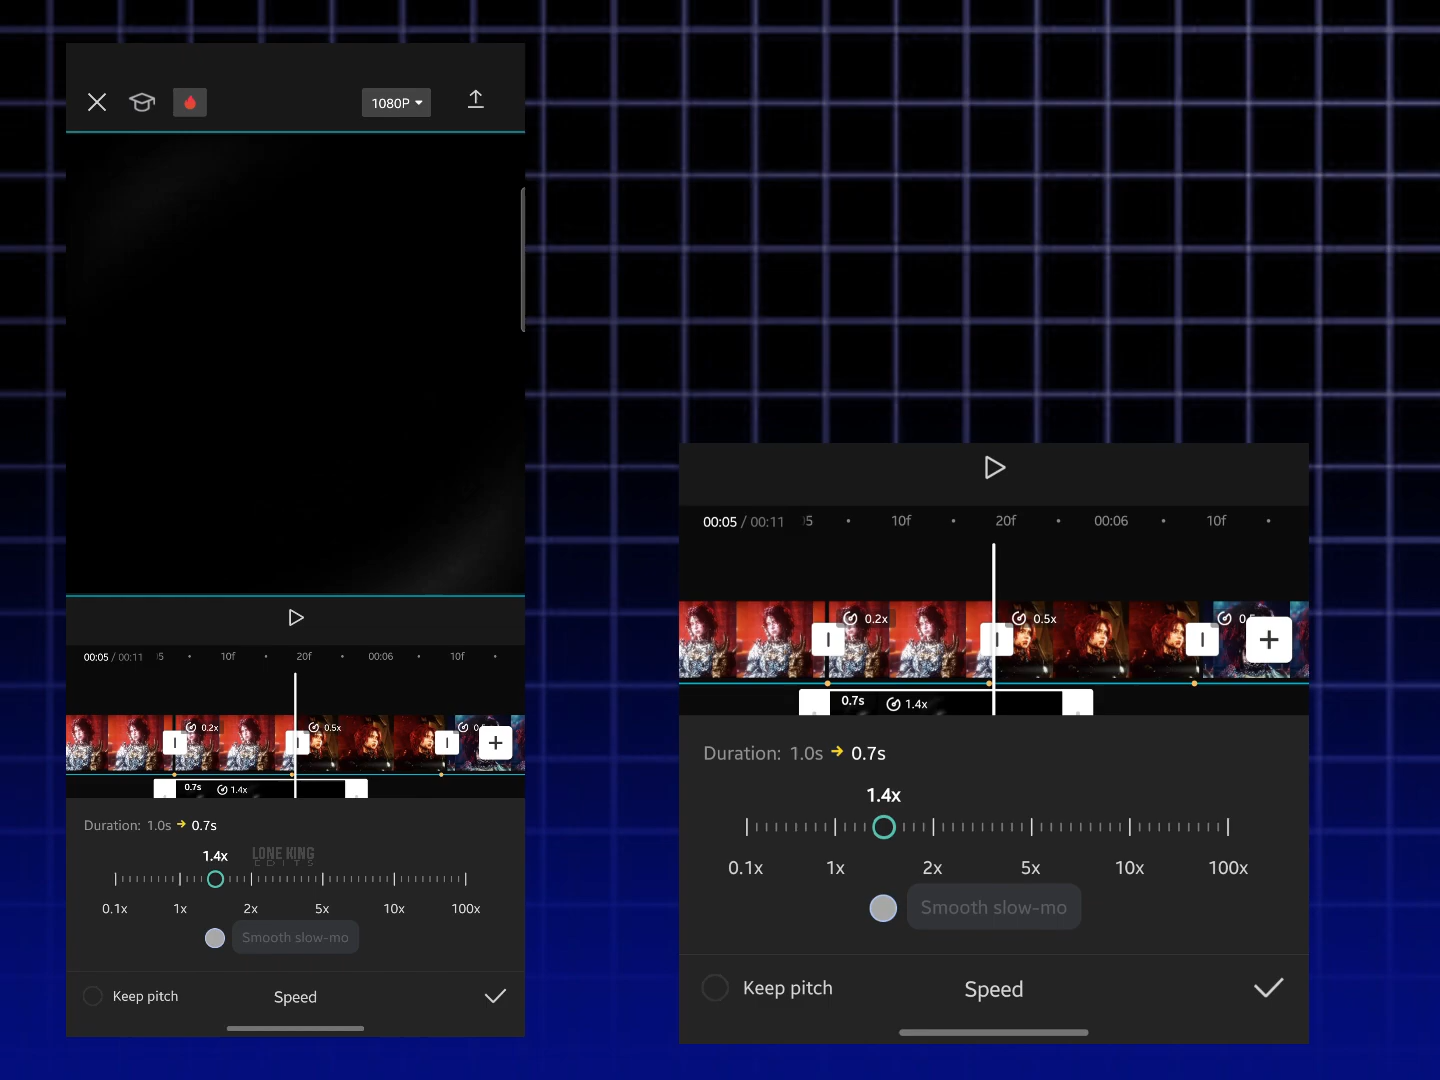 1080P
00:05 / 00:11 10f 20f 00:06 10f
0.2x 0.5x
0.7s 1.4x
Duration: 1.0s → 0.7s
1.4x
LONE KING
EDITS
0.1x 1x 2x 5x 10x 100x
Smooth slow-mo
Keep pitch Speed
00:05 / 00:11 10f 20f 00:06 10f
0.2x 0.5x
0.7s 1.4x
Duration: 1.0s → 0.7s
1.4x
0.1x 1x 2x 5x 10x 100x
Smooth slow-mo
Keep pitch Speed